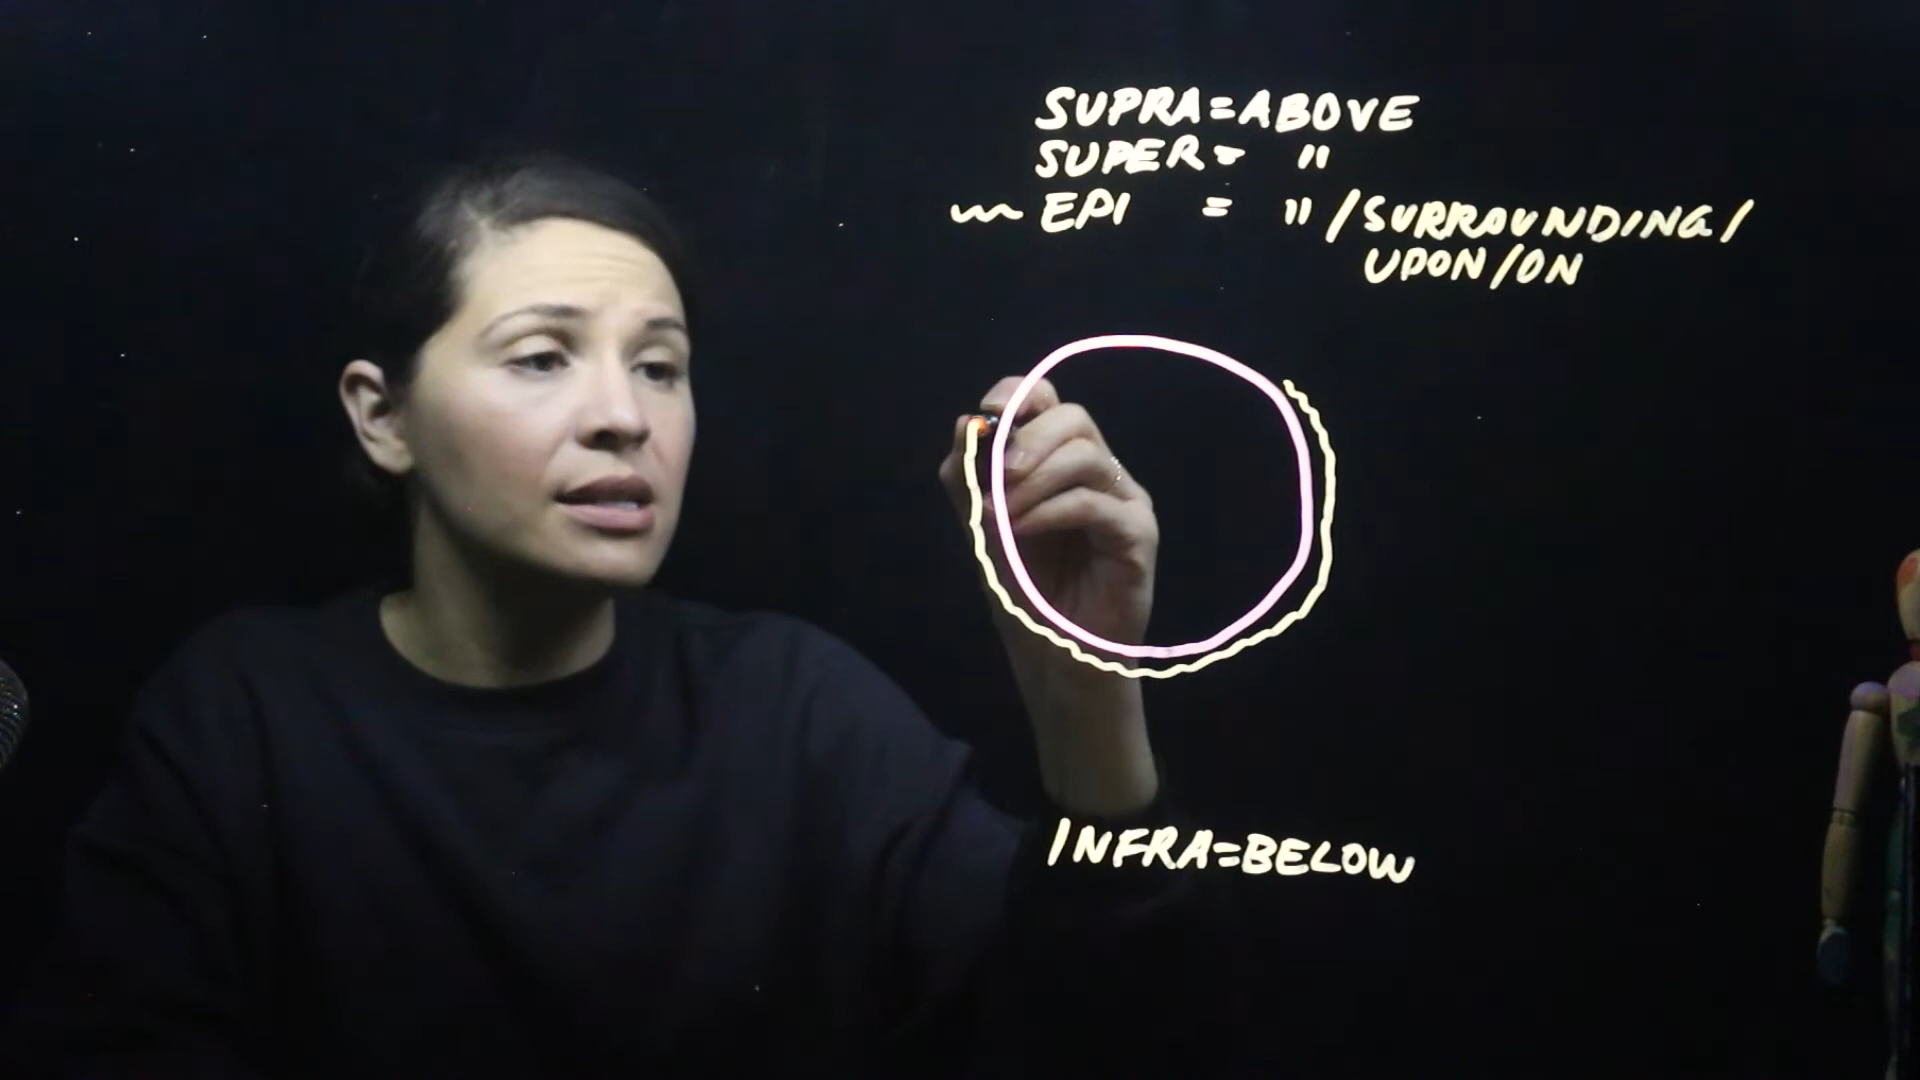 SUPRA=ABOVE
SUPER= "
EPI = "/SURROUNDING/
UPON/ON
INFRA=BELOW